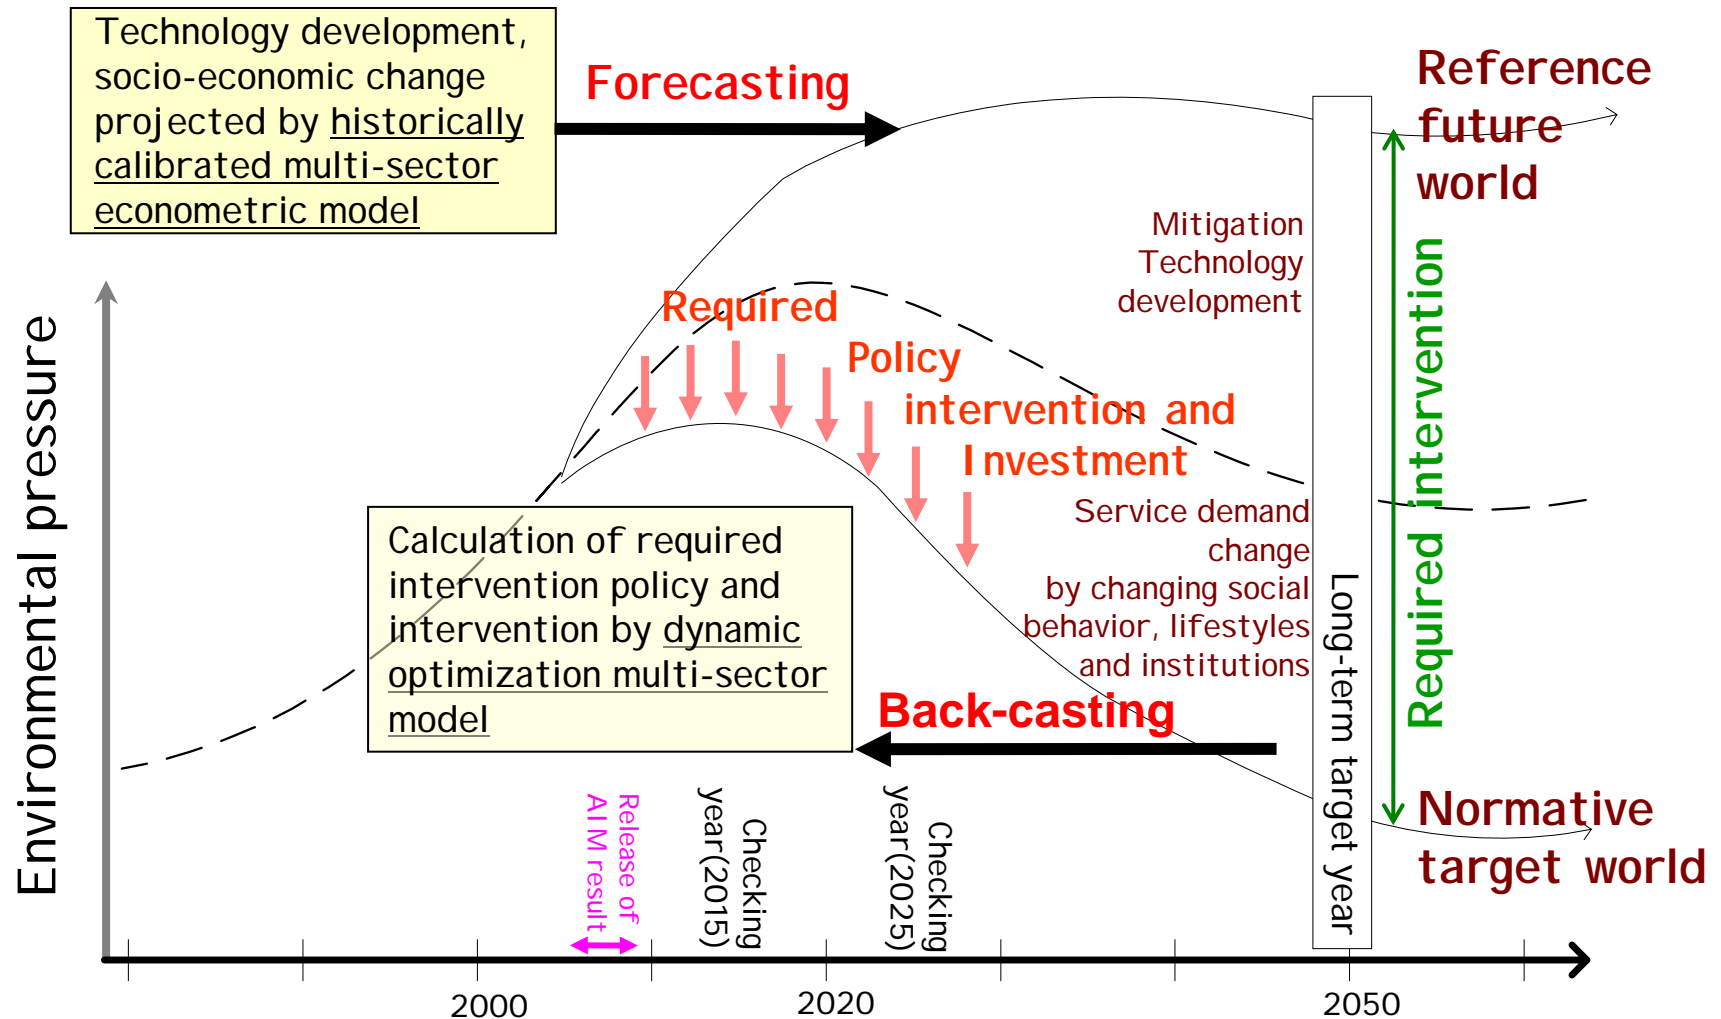 Technology development,
socio-economic change
projected by historically
calibrated multi-sector
econometric model
Forecasting
Reference
future
world
Mitigation
Technology
development
Required
Policy
intervention and
Investment
Service demand
change
by changing social
behavior, lifestyles
and institutions
Required intervention
Environmental pressure
Calculation of required
intervention policy and
intervention by dynamic
optimization multi-sector
model
Back-casting
Long-term target year
Normative
target world
Release of
AIM result
Checking
year(2015)
Checking
year(2025)
2000
2020
2050